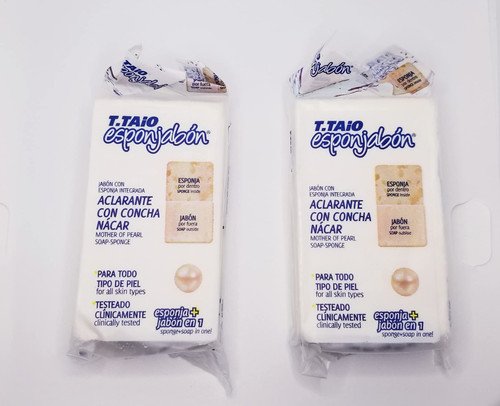 T.TAiO
esponjabón®
JABÓN CON
ESPONJA INTEGRADA
ACLARANTE
CON CONCHA
NÁCAR
MOTHER OF PEARL
SOAP-SPONGE
ESPONJA
por dentro
SPONGE inside
JABÓN
por fuera
SOAP outside
PARA TODO
TIPO DE PIEL
for all skin types
TESTEADO
CLÍNICAMENTE
clinically tested
esponja +
jabón en 1
sponge+soap in one!
T.TAiO
esponjabón®
JABÓN CON
ESPONJA INTEGRADA
ACLARANTE
CON CONCHA
NÁCAR
MOTHER OF PEARL
SOAP-SPONGE
ESPONJA
por dentro
SPONGE inside
JABÓN
por fuera
SOAP outside
PARA TODO
TIPO DE PIEL
for all skin types
TESTEADO
CLÍNICAMENTE
clinically tested
esponja +
jabón en 1
sponge+soap in one!